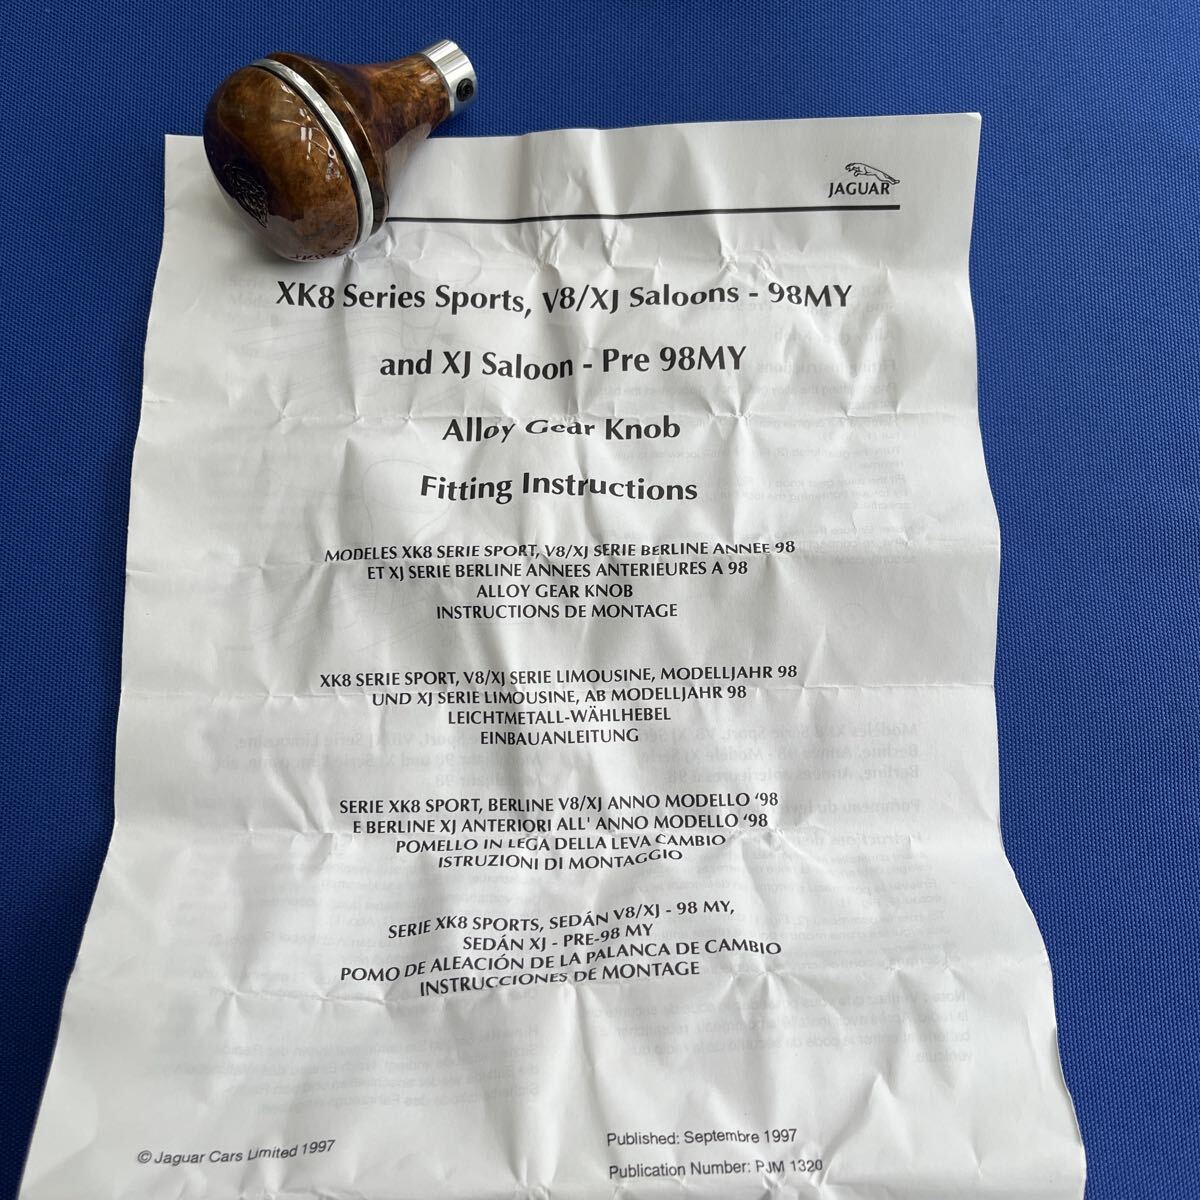 JAGUAR
XK8 Series Sports, V8/XJ Saloons - 98MY
and XJ Saloon - Pre 98MY
Alloy Gear Knob
Fitting Instructions
MODELES XK8 SERIE SPORT, V8/XJ SERIE BERLINE ANNEE 98
ET XJ SERIE BERLINE ANNEES ANTERIEURES A 98
ALLOY GEAR KNOB
INSTRUCTIONS DE MONTAGE
XK8 SERIE SPORT, V8/XJ SERIE LIMOUSINE, MODELLJAHR 98
UND XJ SERIE LIMOUSINE, AB MODELLJAHR 98
LEICHTMETALL-WÄHLHEBEL
EINBAUANLEITUNG
SERIE XK8 SPORT, BERLINE V8/XJ ANNO MODELLO ‘98
E BERLINE XJ ANTERIORI ALL' ANNO MODELLO ‘98
POMELLO IN LEGA DELLA LEVA CAMBIO
ISTRUZIONI DI MONTAGGIO
SERIE XK8 SPORTS, SEDÁN V8/XJ - 98 MY,
SEDÁN XJ - PRE-98 MY
POMO DE ALEACIÓN DE LA PALANCA DE CAMBIO
INSTRUCCIONES DE MONTAGE
© Jaguar Cars Limited 1997
Published: Septembre 1997
Publication Number: PJM 1320